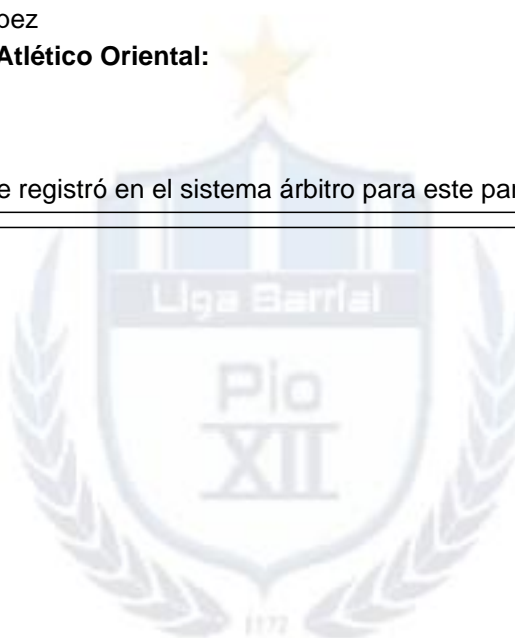 pez
Atlético Oriental:
e registró en el sistema árbitro para este par
Liga Barrial
Pio
XII